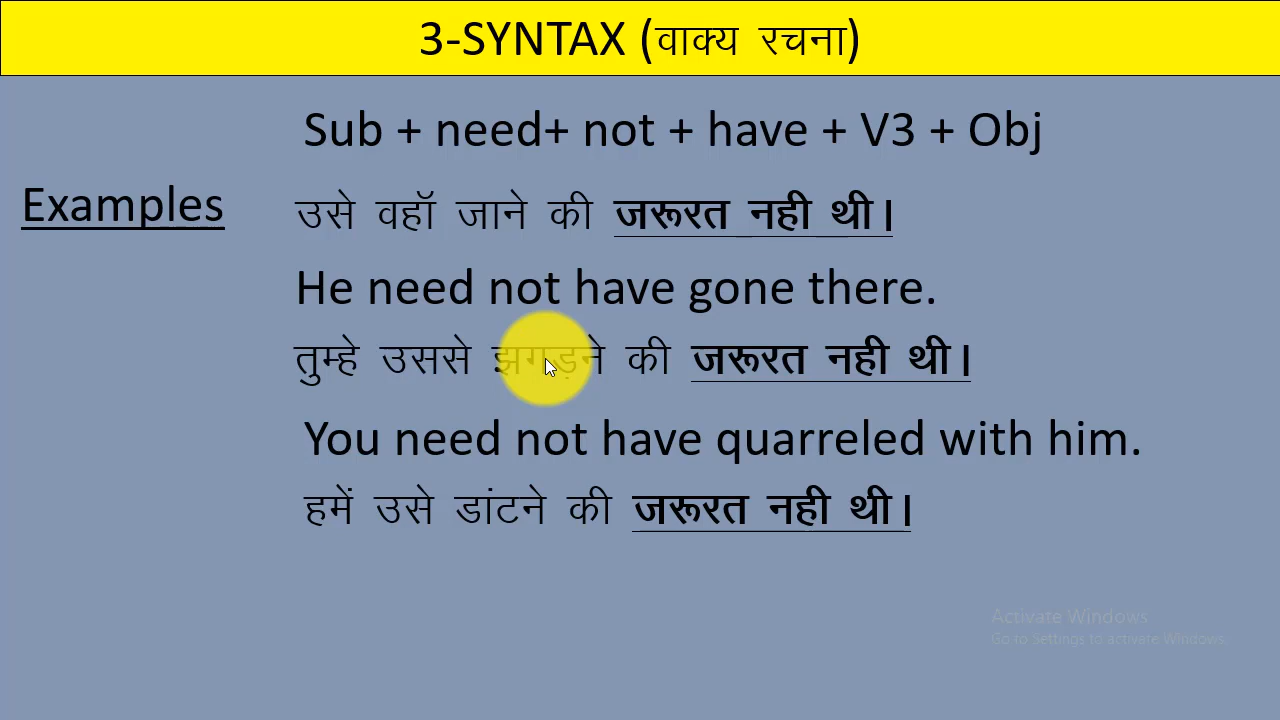 3-SYNTAX (वाक्य रचना)
Sub + need+ not + have + V3 + Obj
Examples
उसे वहॉ जाने की जरूरत नही थी।
He need not have gone there.
तुम्हे उससे झगड़ने की जरूरत नही थी।
You need not have quarreled with him.
हमें उसे डांटने की जरूरत नही थी।
Activate Windows
Go to Settings to activate Windows.